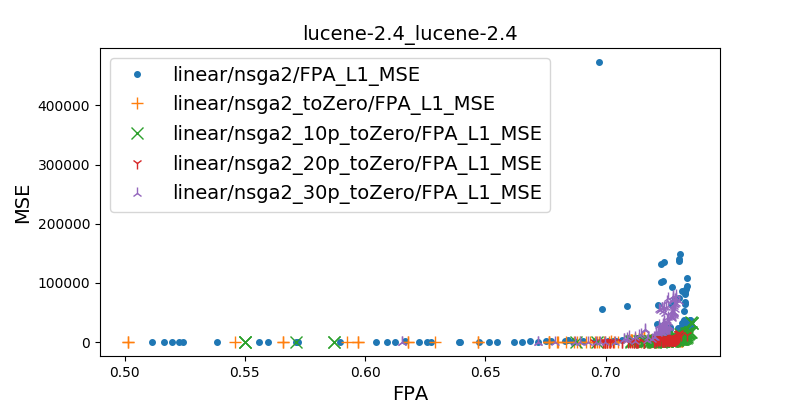 lucene-2.4_lucene-2.4
linear/nsga2/FPA_L1_MSE
linear/nsga2_toZero/FPA_L1_MSE
linear/nsga2_10p_toZero/FPA_L1_MSE
linear/nsga2_20p_toZero/FPA_L1_MSE
linear/nsga2_30p_toZero/FPA_L1_MSE
MSE
400000
300000
200000
100000
0
0.50 0.55 0.60 0.65 0.70
FPA